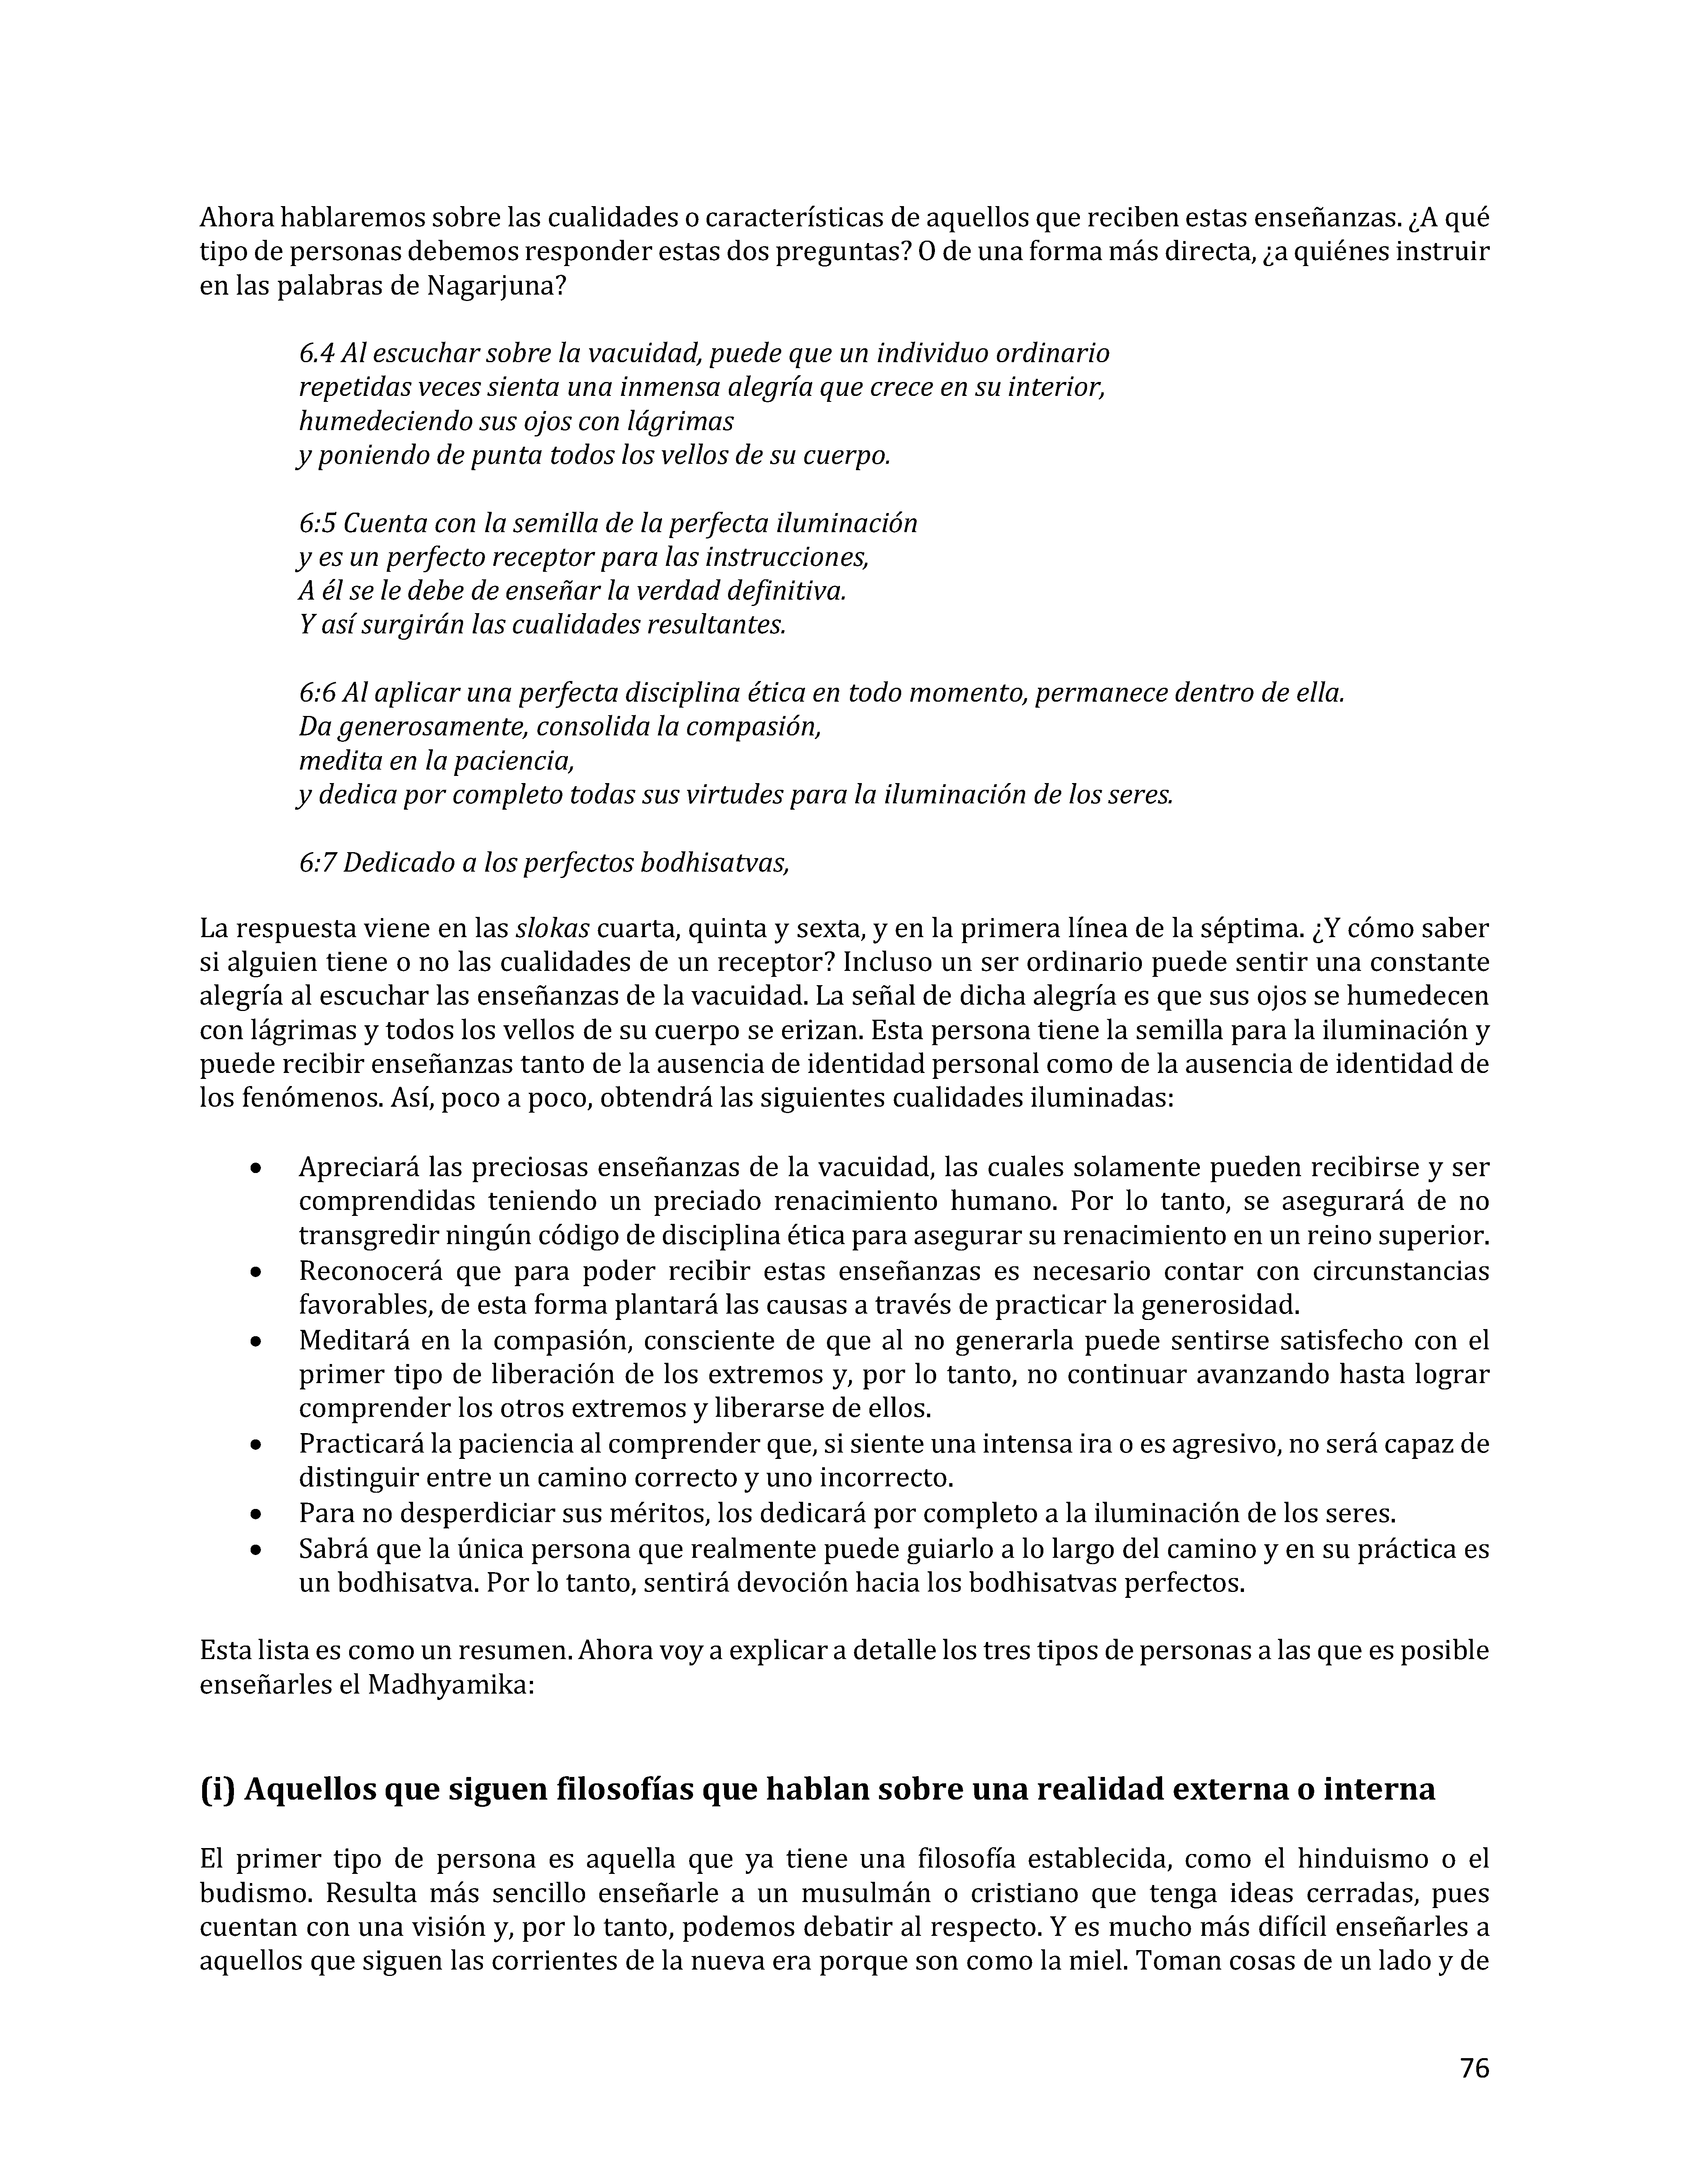 Ahora hablaremos sobre las cualidades o características de aquellos que reciben estas enseñanzas. ¿A qué
tipo de personas debemos responder estas dos preguntas? O de una forma más directa, ¿a quiénes instruir
en las palabras de Nagarjuna?
6.4 Al escuchar sobre la vacuidad, puede que un individuo ordinario
repetidas veces sienta una inmensa alegría que crece en su interior,
humedeciendo sus ojos con lágrimas
y poniendo de punta todos los vellos de su cuerpo.
6:5 Cuenta con la semilla de la perfecta iluminación
y es un perfecto receptor para las instrucciones,
A él se le debe de enseñar la verdad definitiva.
Y así surgirán las cualidades resultantes.
6:6 Al aplicar una perfecta disciplina ética en todo momento, permanece dentro de ella.
Da generosamente, consolida la compasión,
medita en la paciencia,
y dedica por completo todas sus virtudes para la iluminación de los seres.
6:7 Dedicado a los perfectos bodhisatvas,
La respuesta viene en las slokas cuarta, quinta y sexta, y en la primera línea de la séptima. ¿Y cómo saber
si alguien tiene o no las cualidades de un receptor? Incluso un ser ordinario puede sentir una constante
alegría al escuchar las enseñanzas de la vacuidad. La señal de dicha alegría es que sus ojos se humedecen
con lágrimas y todos los vellos de su cuerpo se erizan. Esta persona tiene la semilla para la iluminación y
puede recibir enseñanzas tanto de la ausencia de identidad personal como de la ausencia de identidad de
los fenómenos. Así, poco a poco, obtendrá las siguientes cualidades iluminadas:
• Apreciará las preciosas enseñanzas de la vacuidad, las cuales solamente pueden recibirse y ser
comprendidas teniendo un preciado renacimiento humano. Por lo tanto, se asegurará de no
transgredir ningún código de disciplina ética para asegurar su renacimiento en un reino superior.
• Reconocerá que para poder recibir estas enseñanzas es necesario contar con circunstancias
favorables, de esta forma plantará las causas a través de practicar la generosidad.
• Meditará en la compasión, consciente de que al no generarla puede sentirse satisfecho con el
primer tipo de liberación de los extremos y, por lo tanto, no continuar avanzando hasta lograr
comprender los otros extremos y liberarse de ellos.
• Practicará la paciencia al comprender que, si siente una intensa ira o es agresivo, no será capaz de
distinguir entre un camino correcto y uno incorrecto.
• Para no desperdiciar sus méritos, los dedicará por completo a la iluminación de los seres.
• Sabrá que la única persona que realmente puede guiarlo a lo largo del camino y en su práctica es
un bodhisatva. Por lo tanto, sentirá devoción hacia los bodhisatvas perfectos.
Esta lista es como un resumen. Ahora voy a explicar a detalle los tres tipos de personas a las que es posible
enseñarles el Madhyamika:
(i) Aquellos que siguen filosofías que hablan sobre una realidad externa o interna
El primer tipo de persona es aquella que ya tiene una filosofía establecida, como el hinduismo o el
budismo. Resulta más sencillo enseñarle a un musulmán o cristiano que tenga ideas cerradas, pues
cuentan con una visión y, por lo tanto, podemos debatir al respecto. Y es mucho más difícil enseñarles a
aquellos que siguen las corrientes de la nueva era porque son como la miel. Toman cosas de un lado y de
76